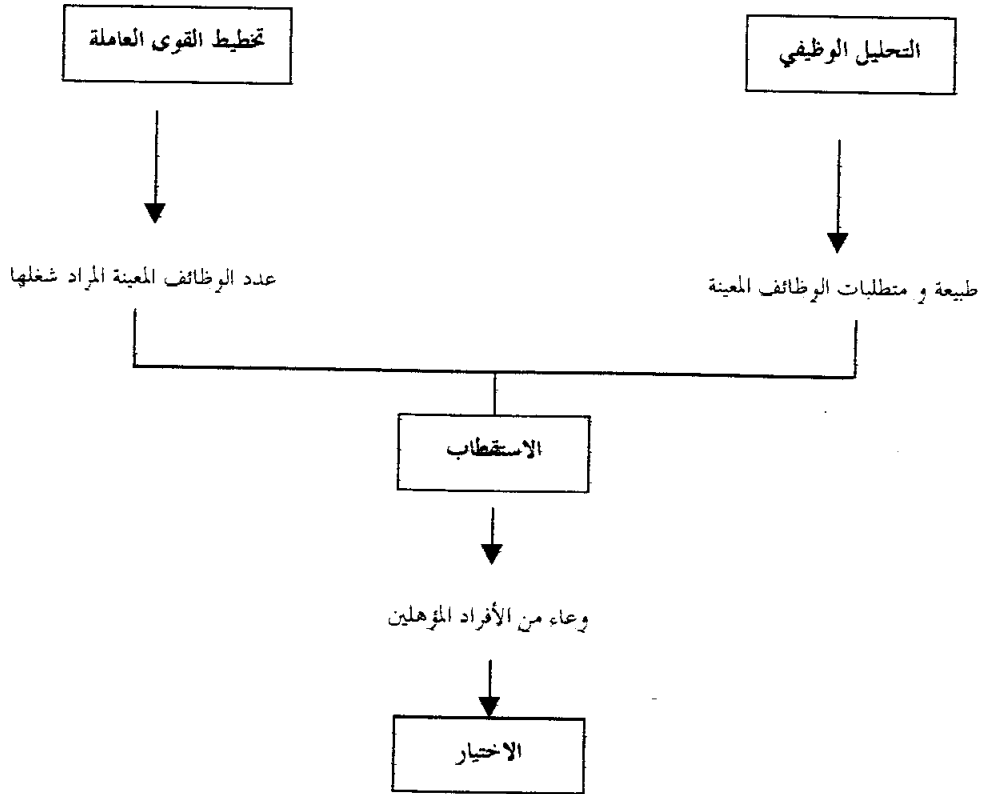 التحليل الوظيفي
تخطيط القوى العاملة
طبيعة و متطلبات الوظائف المعينة
عدد الوظائف المعينة المراد شغلها
الاستقطاب
وعاء من الأفراد المؤهلين
الاختيار